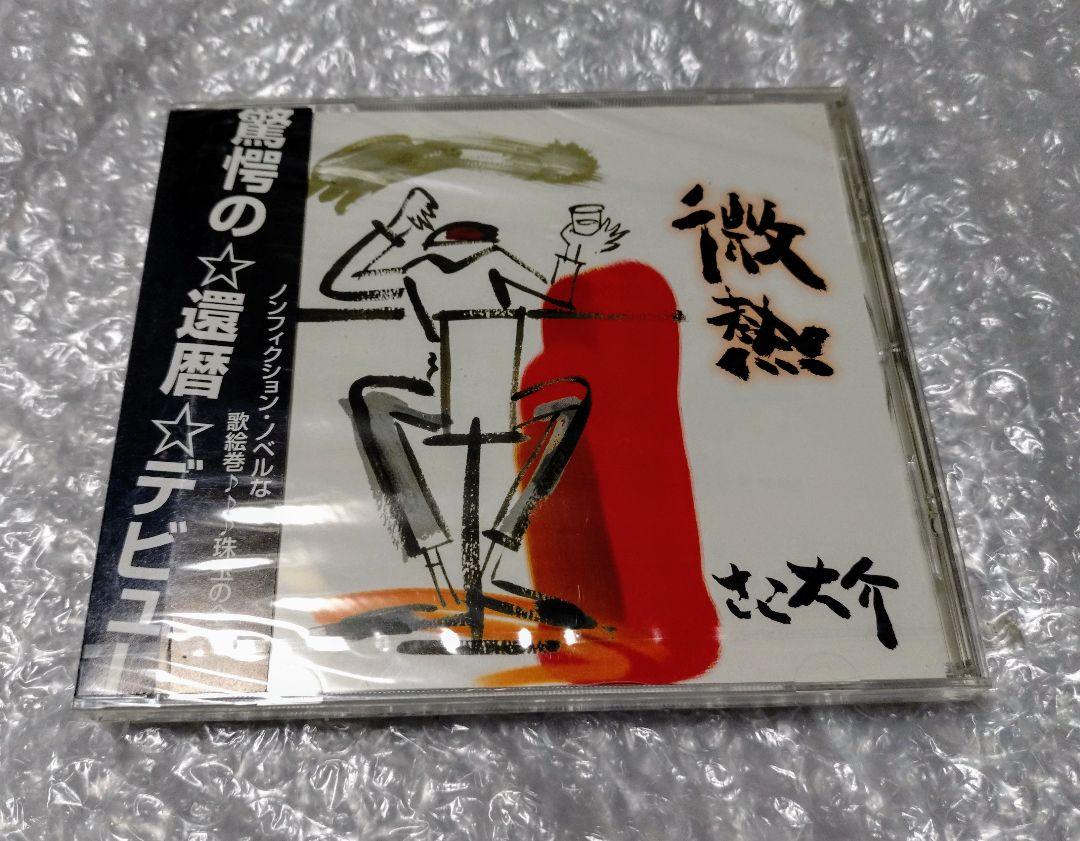 驚愕の☆還暦☆デビュー
ノンフィクション・ノベルな
歌絵巻♪♪♪珠玉の
微熱
さこ大介